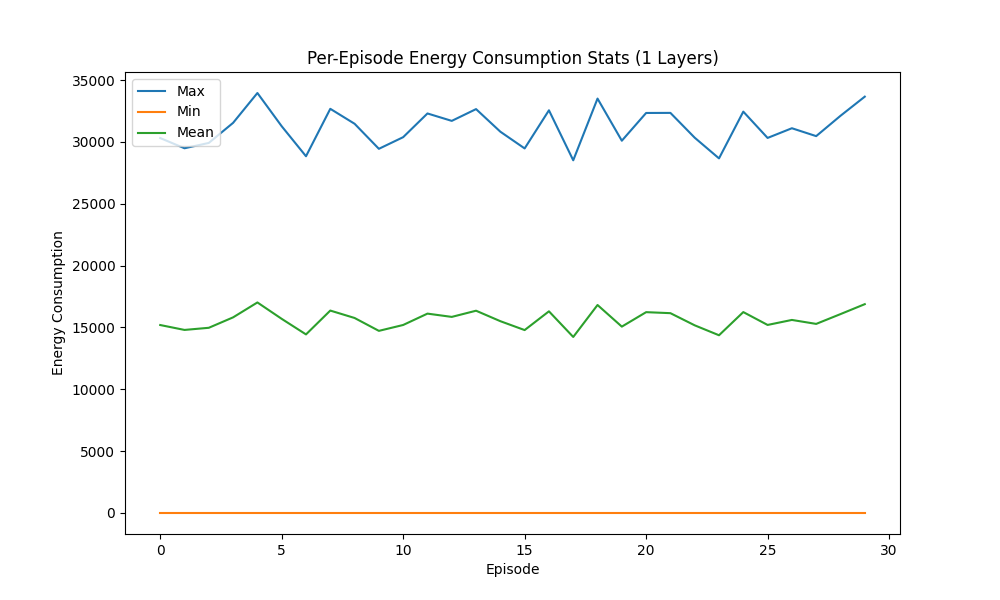 Per-Episode Energy Consumption Stats (1 Layers)
Max
Min
Mean
35000
30000
25000
20000
15000
10000
5000
0
Energy Consumption
0 5 10 15 20 25 30
Episode